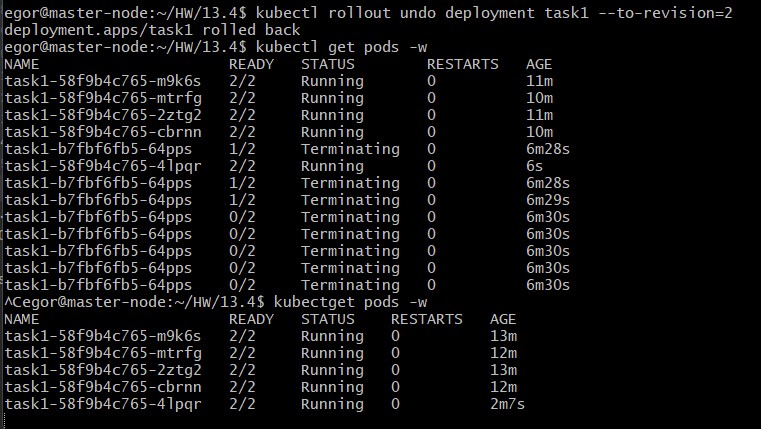 egor@master-node:~/HW/13.4$ kubectl rollout undo deployment task1 --to-revision=2
deployment.apps/task1 rolled back
egor@master-node:~/HW/13.4$ kubectl get pods -w
NAME READY STATUS RESTARTS AGE
task1-58f9b4c765-m9k6s 2/2 Running 0 11m
task1-58f9b4c765-mtrfg 2/2 Running 0 10m
task1-58f9b4c765-2ztg2 2/2 Running 0 11m
task1-58f9b4c765-cbrnn 2/2 Running 0 10m
task1-b7fbf6fb5-64pps 1/2 Terminating 0 6m28s
task1-58f9b4c765-4lpqr 2/2 Running 0 6s
task1-b7fbf6fb5-64pps 1/2 Terminating 0 6m28s
task1-b7fbf6fb5-64pps 1/2 Terminating 0 6m29s
task1-b7fbf6fb5-64pps 0/2 Terminating 0 6m30s
task1-b7fbf6fb5-64pps 0/2 Terminating 0 6m30s
task1-b7fbf6fb5-64pps 0/2 Terminating 0 6m30s
task1-b7fbf6fb5-64pps 0/2 Terminating 0 6m30s
task1-b7fbf6fb5-64pps 0/2 Terminating 0 6m30s
^Cegor@master-node:~/HW/13.4$ kubectget pods -w
NAME READY STATUS RESTARTS AGE
task1-58f9b4c765-m9k6s 2/2 Running 0 13m
task1-58f9b4c765-mtrfg 2/2 Running 0 12m
task1-58f9b4c765-2ztg2 2/2 Running 0 13m
task1-58f9b4c765-cbrnn 2/2 Running 0 12m
task1-58f9b4c765-4lpqr 2/2 Running 0 2m7s